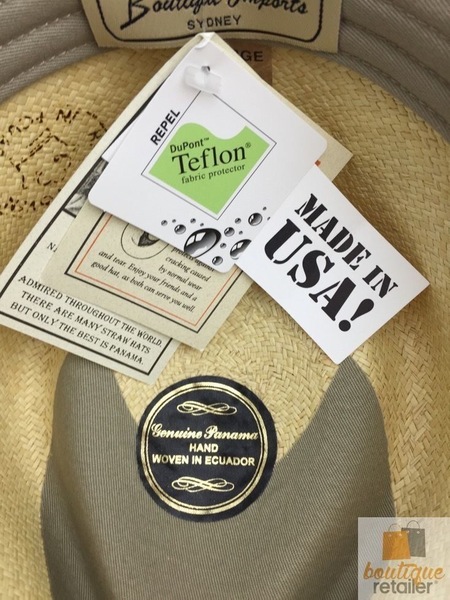 Boutique Imports
SYDNEY
GE
REPEL
DuPont™
Teflon®
fabric protector
MADE IN
USA!
cracking caused
by normal wear
and tear. Enjoy your friends and a
good hat, as both can serve you well.
ADMIRED THROUGHOUT THE WORLD.
THERE ARE MANY STRAW HATS
BUT ONLY THE BEST IS PANAMA.
Genuine Panama
HAND
WOVEN IN ECUADOR
boutique
retailer